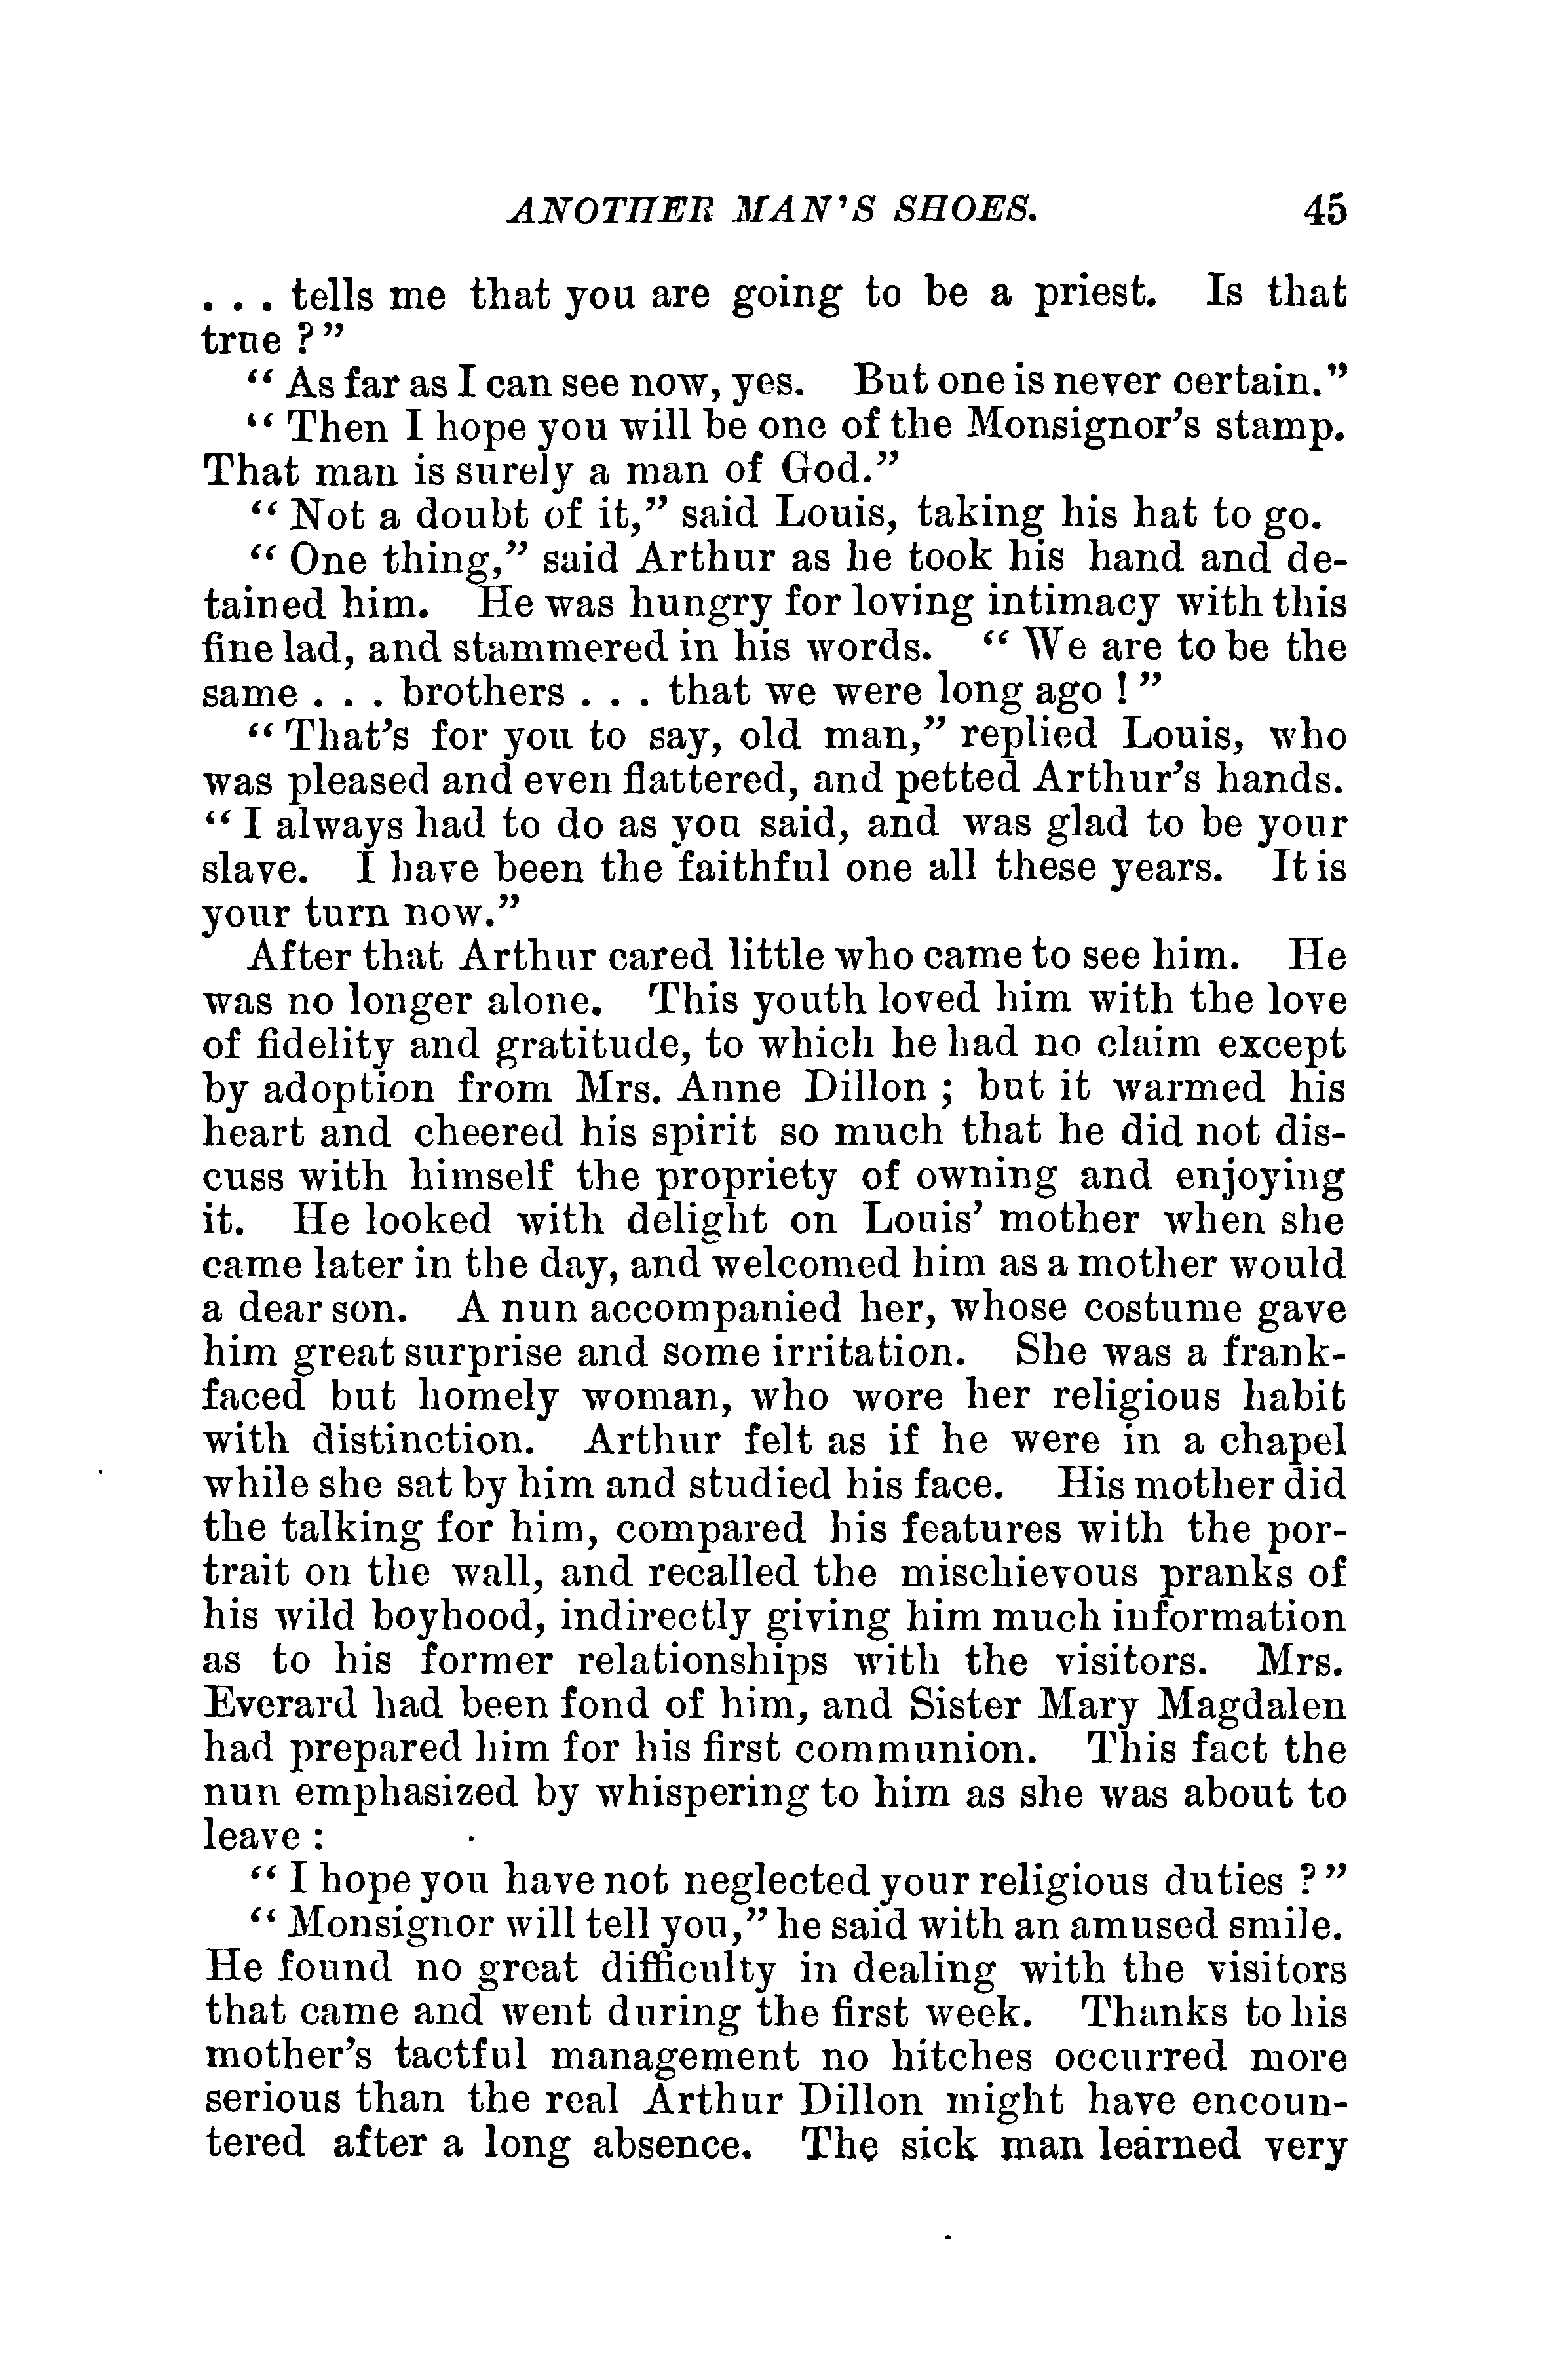 ANOTHER MAN'S SHOES. 45
. . . tells me that you are going to be a priest. Is that
true ?”
“ As far as I can see now, yes. But one is never certain.”
“ Then I hope you will be one of the Monsignor’s stamp.
That man is surely a man of God.”
“ Not a doubt of it,” said Louis, taking his hat to go.
“ One thing,” said Arthur as he took his hand and de-
tained him. He was hungry for loving intimacy with this
fine lad, and stammered in his words. “ We are to be the
same . . . brothers . . . that we were long ago ! ”
“ That’s for you to say, old man,” replied Louis, who
was pleased and even flattered, and petted Arthur’s hands.
“ I always had to do as you said, and was glad to be your
slave. I have been the faithful one all these years. It is
your turn now.”
After that Arthur cared little who came to see him. He
was no longer alone. This youth loved him with the love
of fidelity and gratitude, to which he had no claim except
by adoption from Mrs. Anne Dillon ; but it warmed his
heart and cheered his spirit so much that he did not dis-
cuss with himself the propriety of owning and enjoying
it. He looked with delight on Louis’ mother when she
came later in the day, and welcomed him as a mother would
a dear son. A nun accompanied her, whose costume gave
him great surprise and some irritation. She was a frank-
faced but homely woman, who wore her religious habit
with distinction. Arthur felt as if he were in a chapel
while she sat by him and studied his face. His mother did
the talking for him, compared his features with the por-
trait on the wall, and recalled the mischievous pranks of
his wild boyhood, indirectly giving him much information
as to his former relationships with the visitors. Mrs.
Everard had been fond of him, and Sister Mary Magdalen
had prepared him for his first communion. This fact the
nun emphasized by whispering to him as she was about to
leave :
“ I hope you have not neglected your religious duties ? ”
“ Monsignor will tell you,” he said with an amused smile.
He found no great difficulty in dealing with the visitors
that came and went during the first week. Thanks to his
mother’s tactful management no hitches occurred more
serious than the real Arthur Dillon might have encoun-
tered after a long absence. The sick man learned very